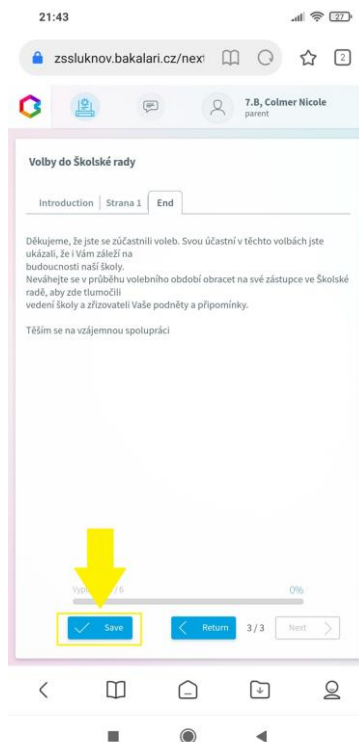 21:43
27
zssluknov.bakalari.cz/next
2
7.B, Colmer Nicole
parent
Volby do Školské rady
Introduction
Strana 1
End
Děkujeme, že jste se zúčastnili voleb. Svou účastní v těchto volbách jste
ukázali, že i Vám záleží na
budoucnosti naší školy.
Neváhejte se v průběhu volebního období obracet na své zástupce ve Školské
radě, aby zde tlumočili
vedení školy a zřizovateli Vaše podněty a připomínky.
Těším se na vzájemnou spolupráci
/ 6
0%
Save
Return
3 / 3
Next